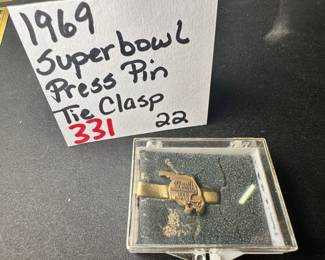 1969
Superbowl
Press Pin
Tie Clasp
331
22